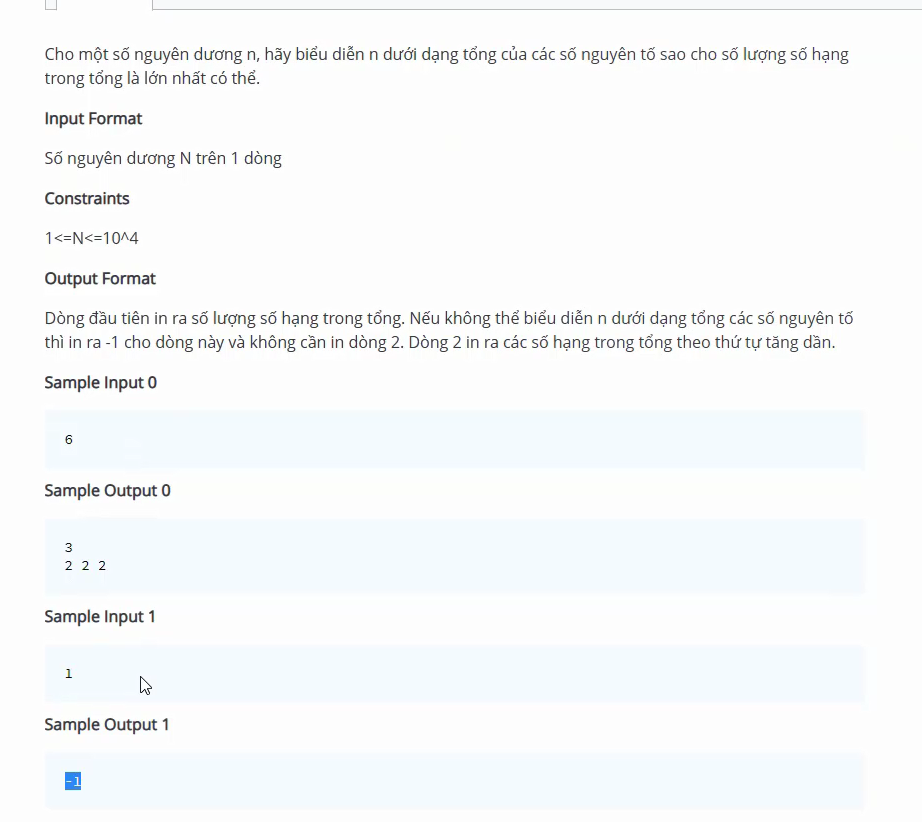 Cho một số nguyên dương n, hãy biểu diễn n dưới dạng tổng của các số nguyên tố sao cho số lượng số hạng
trong tổng là lớn nhất có thể.
Input Format
Số nguyên dương N trên 1 dòng
Constraints
1<=N<=10^4
Output Format
Dòng đầu tiên in ra số lượng số hạng trong tổng. Nếu không thể biểu diễn n dưới dạng tổng các số nguyên tố
thì in ra -1 cho dòng này và không cần in dòng 2. Dòng 2 in ra các số hạng trong tổng theo thứ tự tăng dần.
Sample Input 0
6
Sample Output 0
3
2 2 2
Sample Input 1
1
Sample Output 1
-1